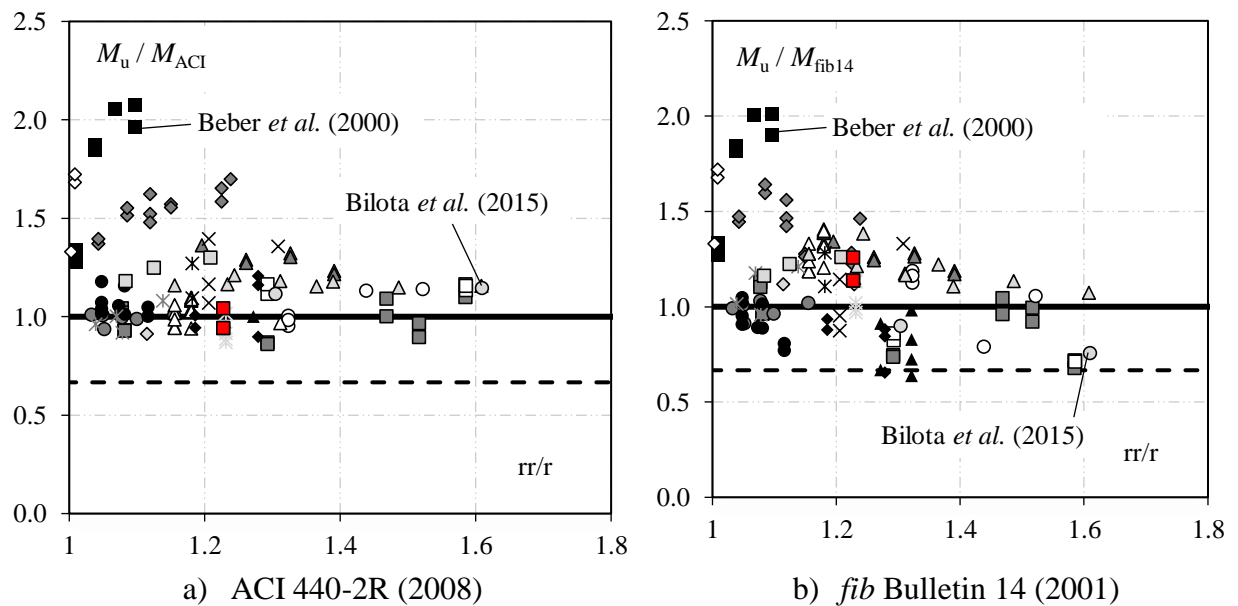 2.5
M_u / M_ACI
2.0
Beber et al. (2000)
1.5
Bilota et al. (2015)
1.0
0.5
rr/r
0.0
1 1.2 1.4 1.6 1.8
a) ACI 440-2R (2008)
2.5
M_u / M_fib14
2.0
Beber et al. (2000)
1.5
1.0
0.5
Bilota et al. (2015)
rr/r
0.0
1 1.2 1.4 1.6 1.8
b) fib Bulletin 14 (2001)